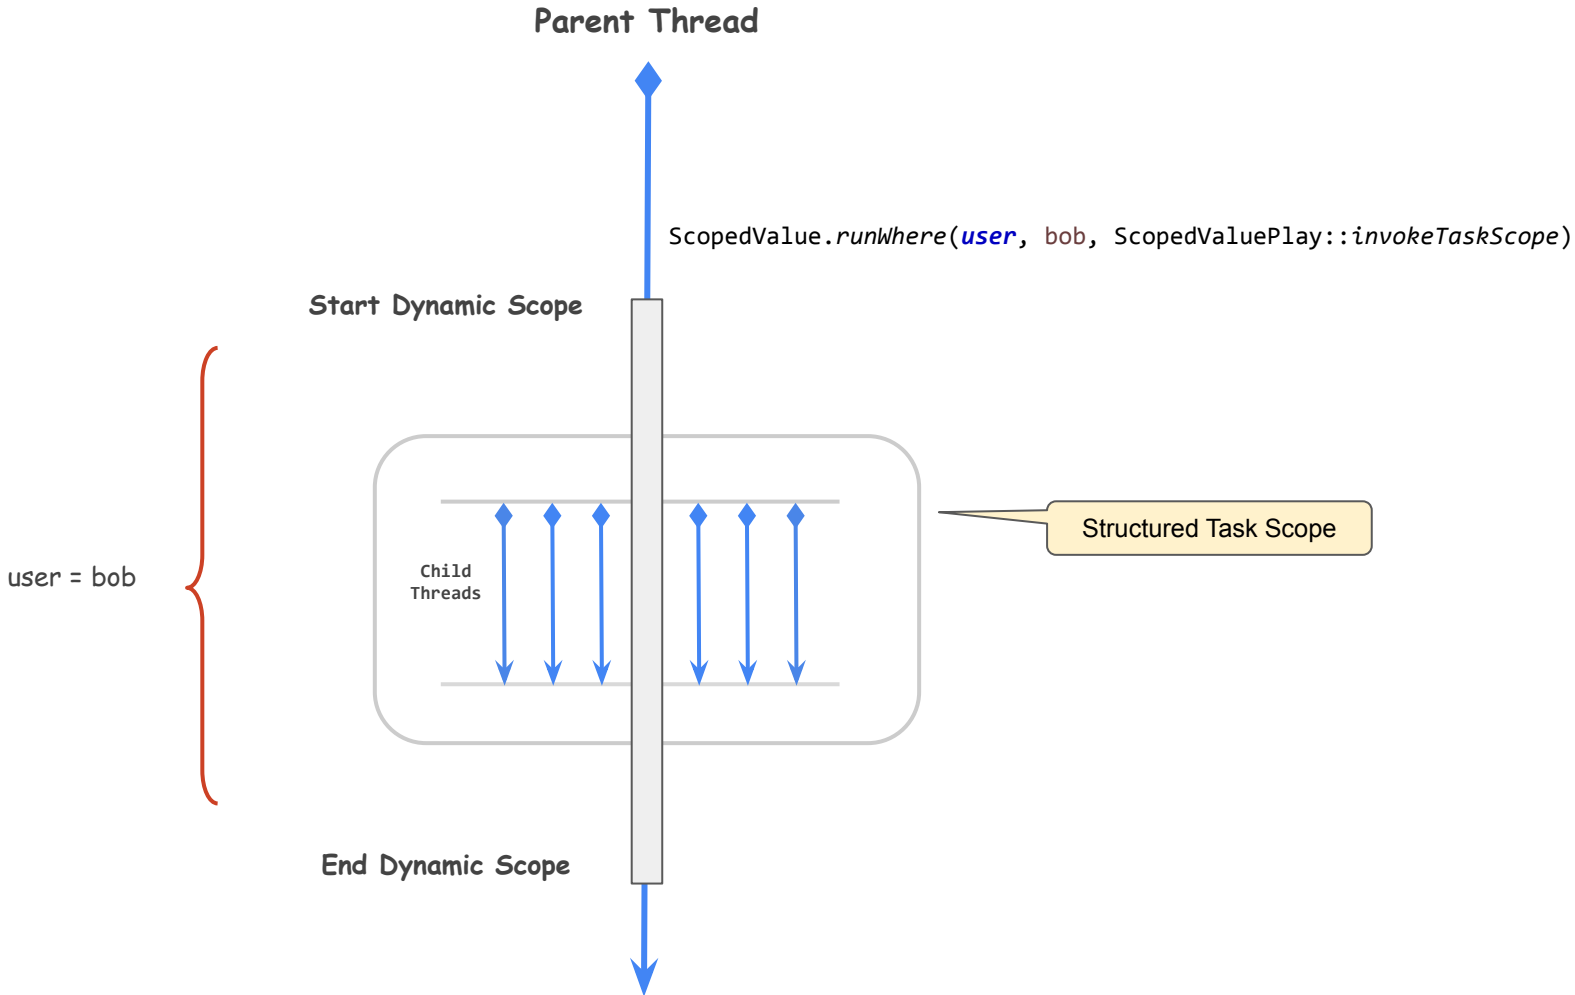 Parent Thread
ScopedValue.runWhere(user, bob, ScopedValuePlay::invokeTaskScope)
Start Dynamic Scope
Structured Task Scope
Child
Threads
user = bob
End Dynamic Scope